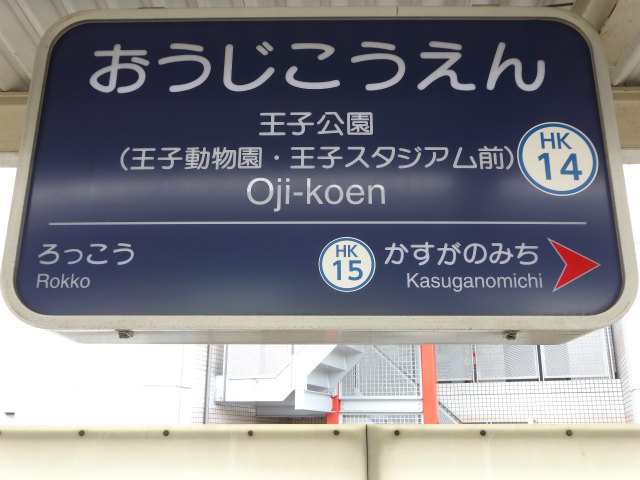 おうじこうえん
王子公園
(王子動物園・王子スタジアム前)
Oji-koen
HK
14
ろっこう
Rokko
HK
15
かすがのみち
Kasuganomichi